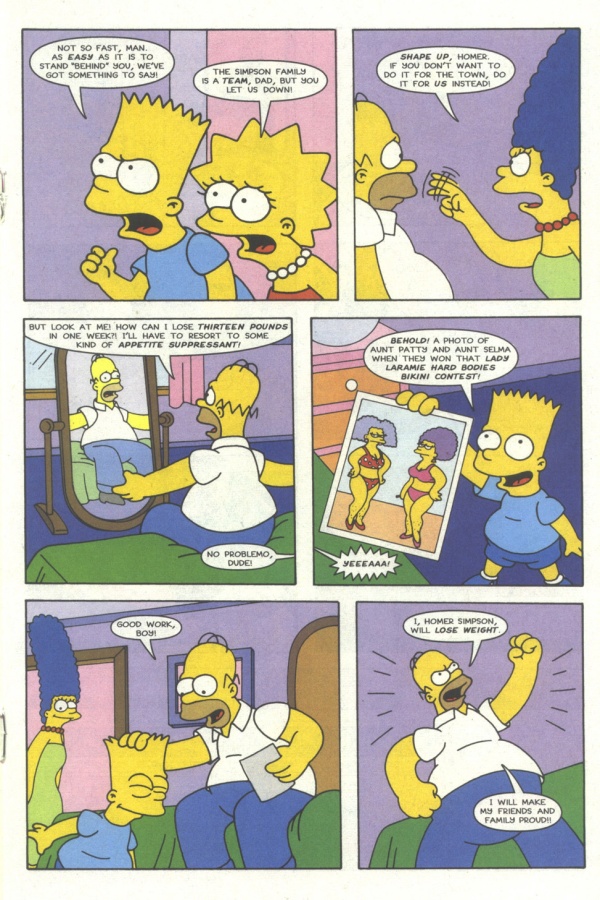 NOT SO FAST, MAN.
AS EASY AS IT IS TO
STAND "BEHIND" YOU, WE'VE
GOT SOMETHING TO SAY!
THE SIMPSON FAMILY
IS A TEAM, DAD, BUT YOU
LET US DOWN!
SHAPE UP, HOMER.
IF YOU DON'T WANT TO
DO IT FOR THE TOWN, DO
IT FOR US INSTEAD!
BUT LOOK AT ME! HOW CAN I LOSE THIRTEEN POUNDS
IN ONE WEEK?! I'LL HAVE TO RESORT TO SOME
KIND OF APPETITE SUPPRESSANT!
NO PROBLEMO,
DUDE!
BEHOLD! A PHOTO OF
AUNT PATTY AND AUNT SELMA
WHEN THEY WON THAT LADY
LARAMIE HARD BODIES
BIKINI CONTEST!
YEEEAAA!
GOOD WORK,
BOY!
I, HOMER SIMPSON,
WILL LOSE WEIGHT.
I WILL MAKE
MY FRIENDS AND
FAMILY PROUD!!